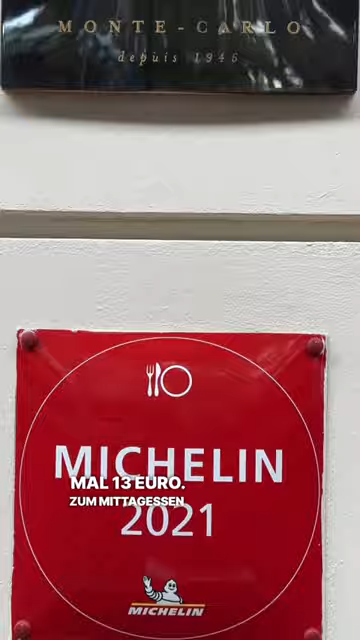 MONTE-CARLO
depuis 1946
MICHELIN
MAL 13 EURO.
ZUM MITTAGESSEN
2021
MICHELIN